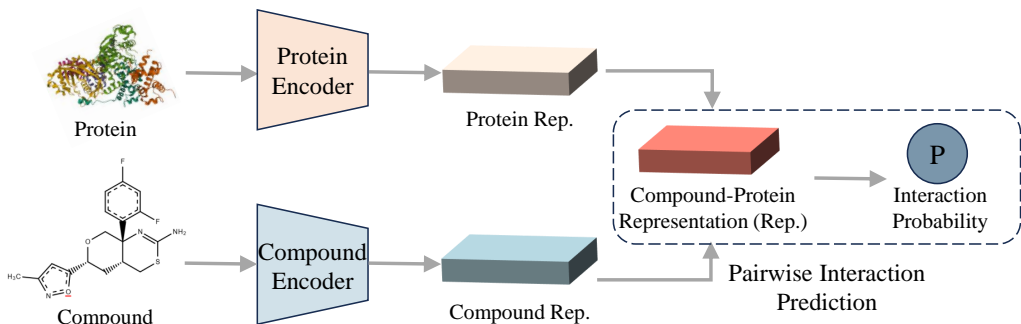 Protein
Protein
Encoder
Protein Rep.
Compound-Protein
Representation (Rep.)
P
Interaction
Probability
F
F
N
NH₂
O
S
H
H₃C
N
O
Compound
Compound
Encoder
Compound Rep.
Pairwise Interaction
Prediction